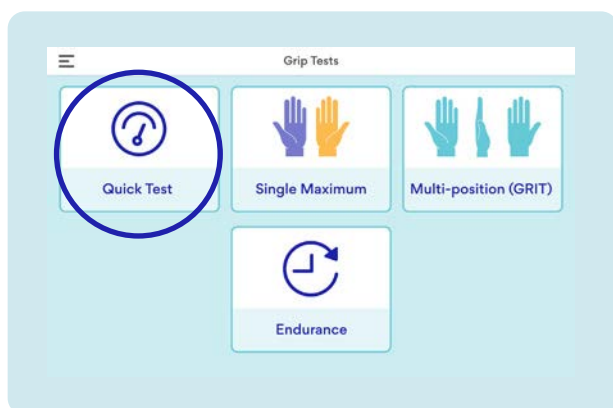 Grip Tests
Quick Test
Single Maximum
Multi-position (GRIT)
Endurance